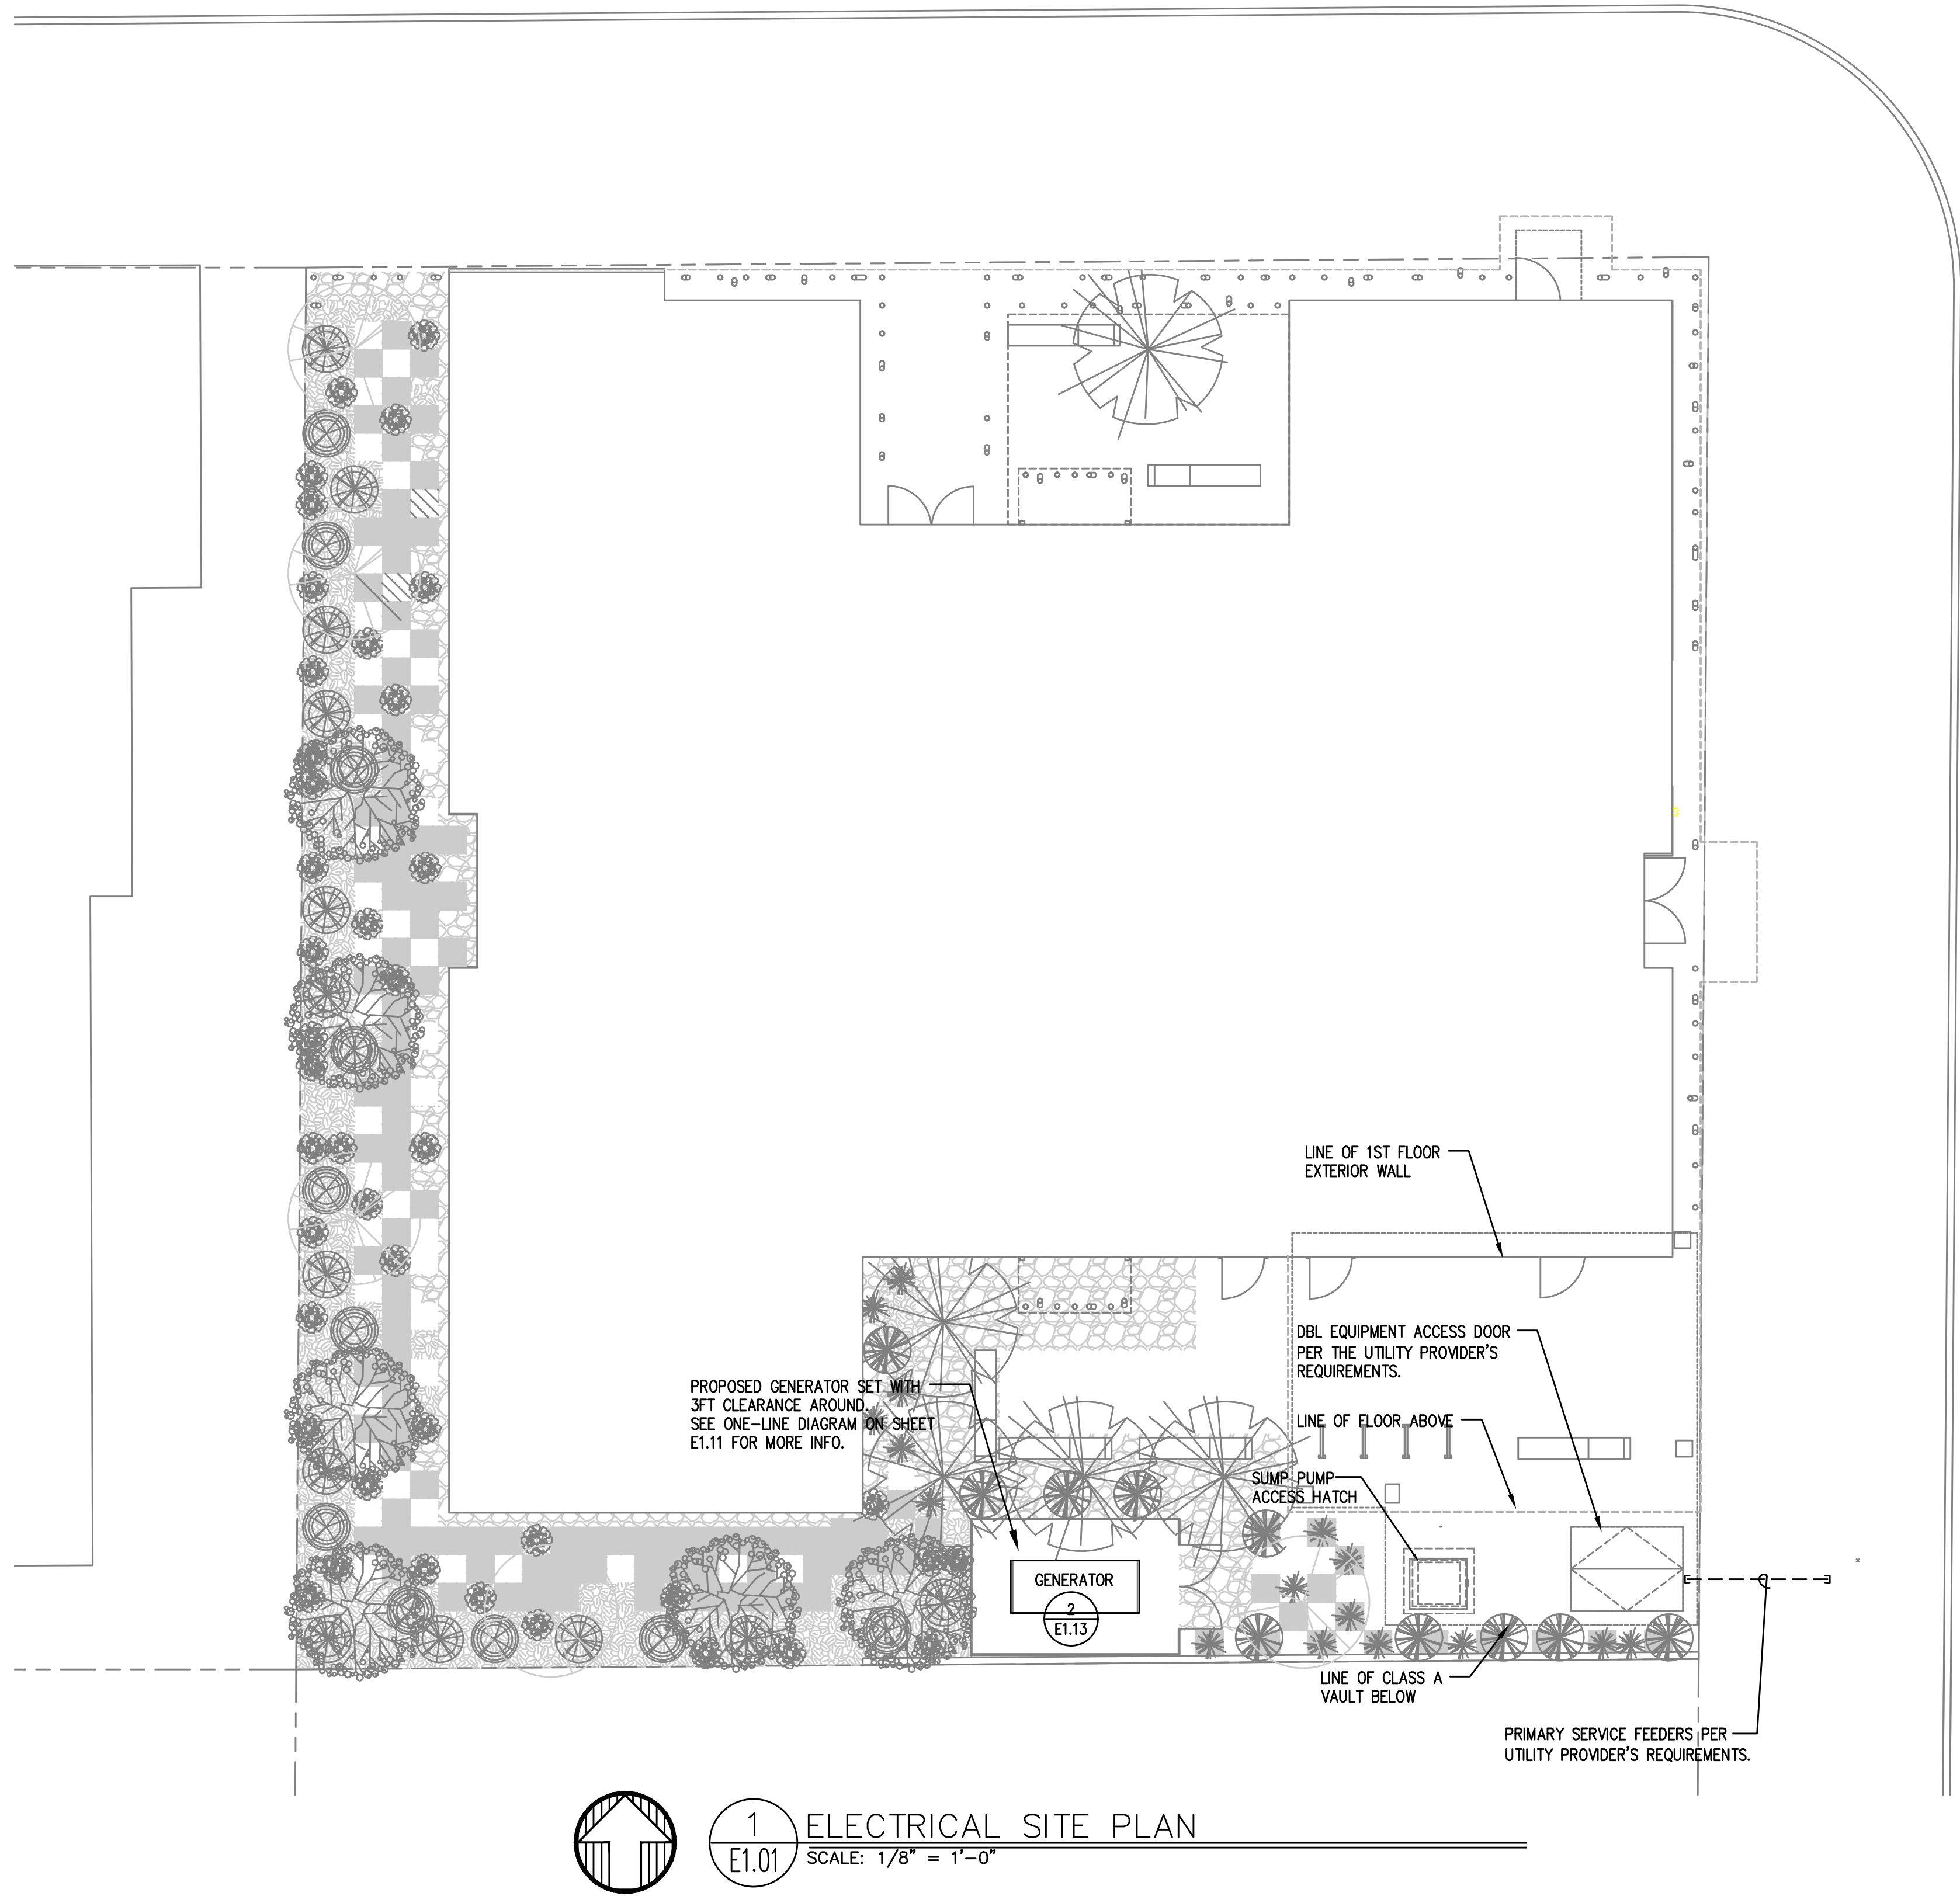 LINE OF 1ST FLOOR
EXTERIOR WALL
DBL EQUIPMENT ACCESS DOOR
PER THE UTILITY PROVIDER'S
REQUIREMENTS.
PROPOSED GENERATOR SET WITH
3FT CLEARANCE AROUND.
SEE ONE-LINE DIAGRAM ON SHEET
E1.11 FOR MORE INFO.
LINE OF FLOOR ABOVE
SUMP PUMP
ACCESS HATCH
GENERATOR
2
E1.13
LINE OF CLASS A
VAULT BELOW
PRIMARY SERVICE FEEDERS PER
UTILITY PROVIDER'S REQUIREMENTS.
1
E1.01
ELECTRICAL SITE PLAN
SCALE: 1/8" = 1'-0"